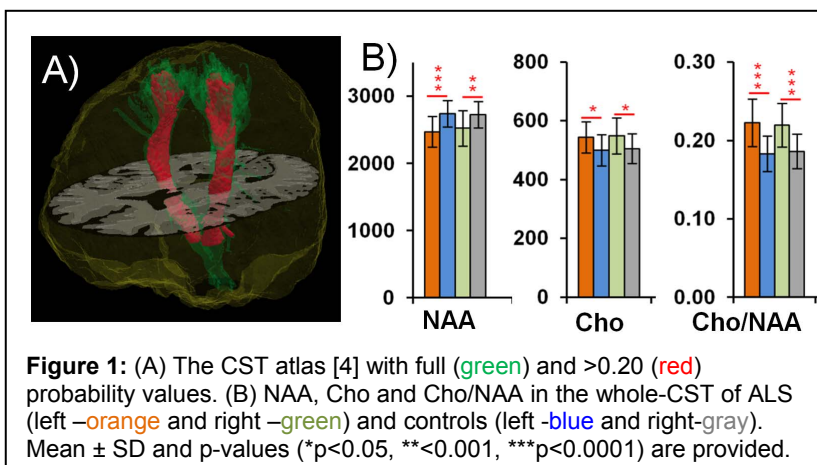 A)
B)
3000
2000
1000
0
***
**
NAA
800
600
400
200
0
*
*
Cho
0.30
0.20
0.10
0.00
***
***
Cho/NAA
Figure 1: (A) The CST atlas [4] with full (green) and >0.20 (red)
probability values. (B) NAA, Cho and Cho/NAA in the whole-CST of ALS
(left –orange and right –green) and controls (left -blue and right-gray).
Mean ± SD and p-values (*p<0.05, **<0.001, ***p<0.0001) are provided.